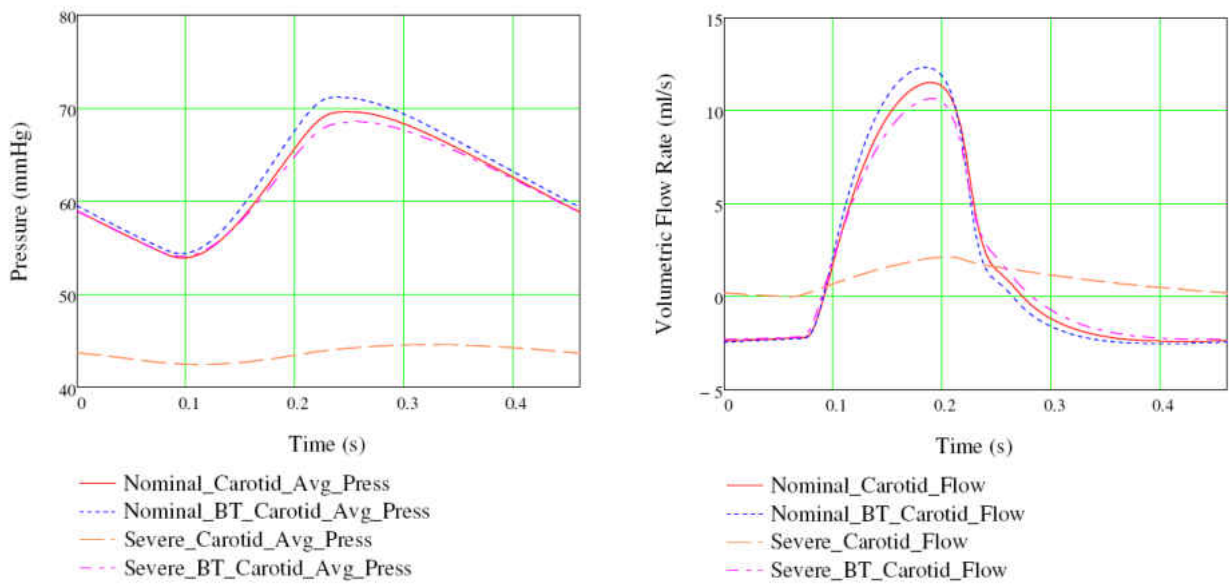 80
70
60
50
40
Pressure (mmHg)
0
0.1
0.2
0.3
0.4
Time (s)
Nominal_Carotid_Avg_Press
Nominal_BT_Carotid_Avg_Press
Severe_Carotid_Avg_Press
Severe_BT_Carotid_Avg_Press
15
10
5
0
– 5
Volumetric Flow Rate (ml/s)
0
0.1
0.2
0.3
0.4
Time (s)
Nominal_Carotid_Flow
Nominal_BT_Carotid_Flow
Severe_Carotid_Flow
Severe_BT_Carotid_Flow